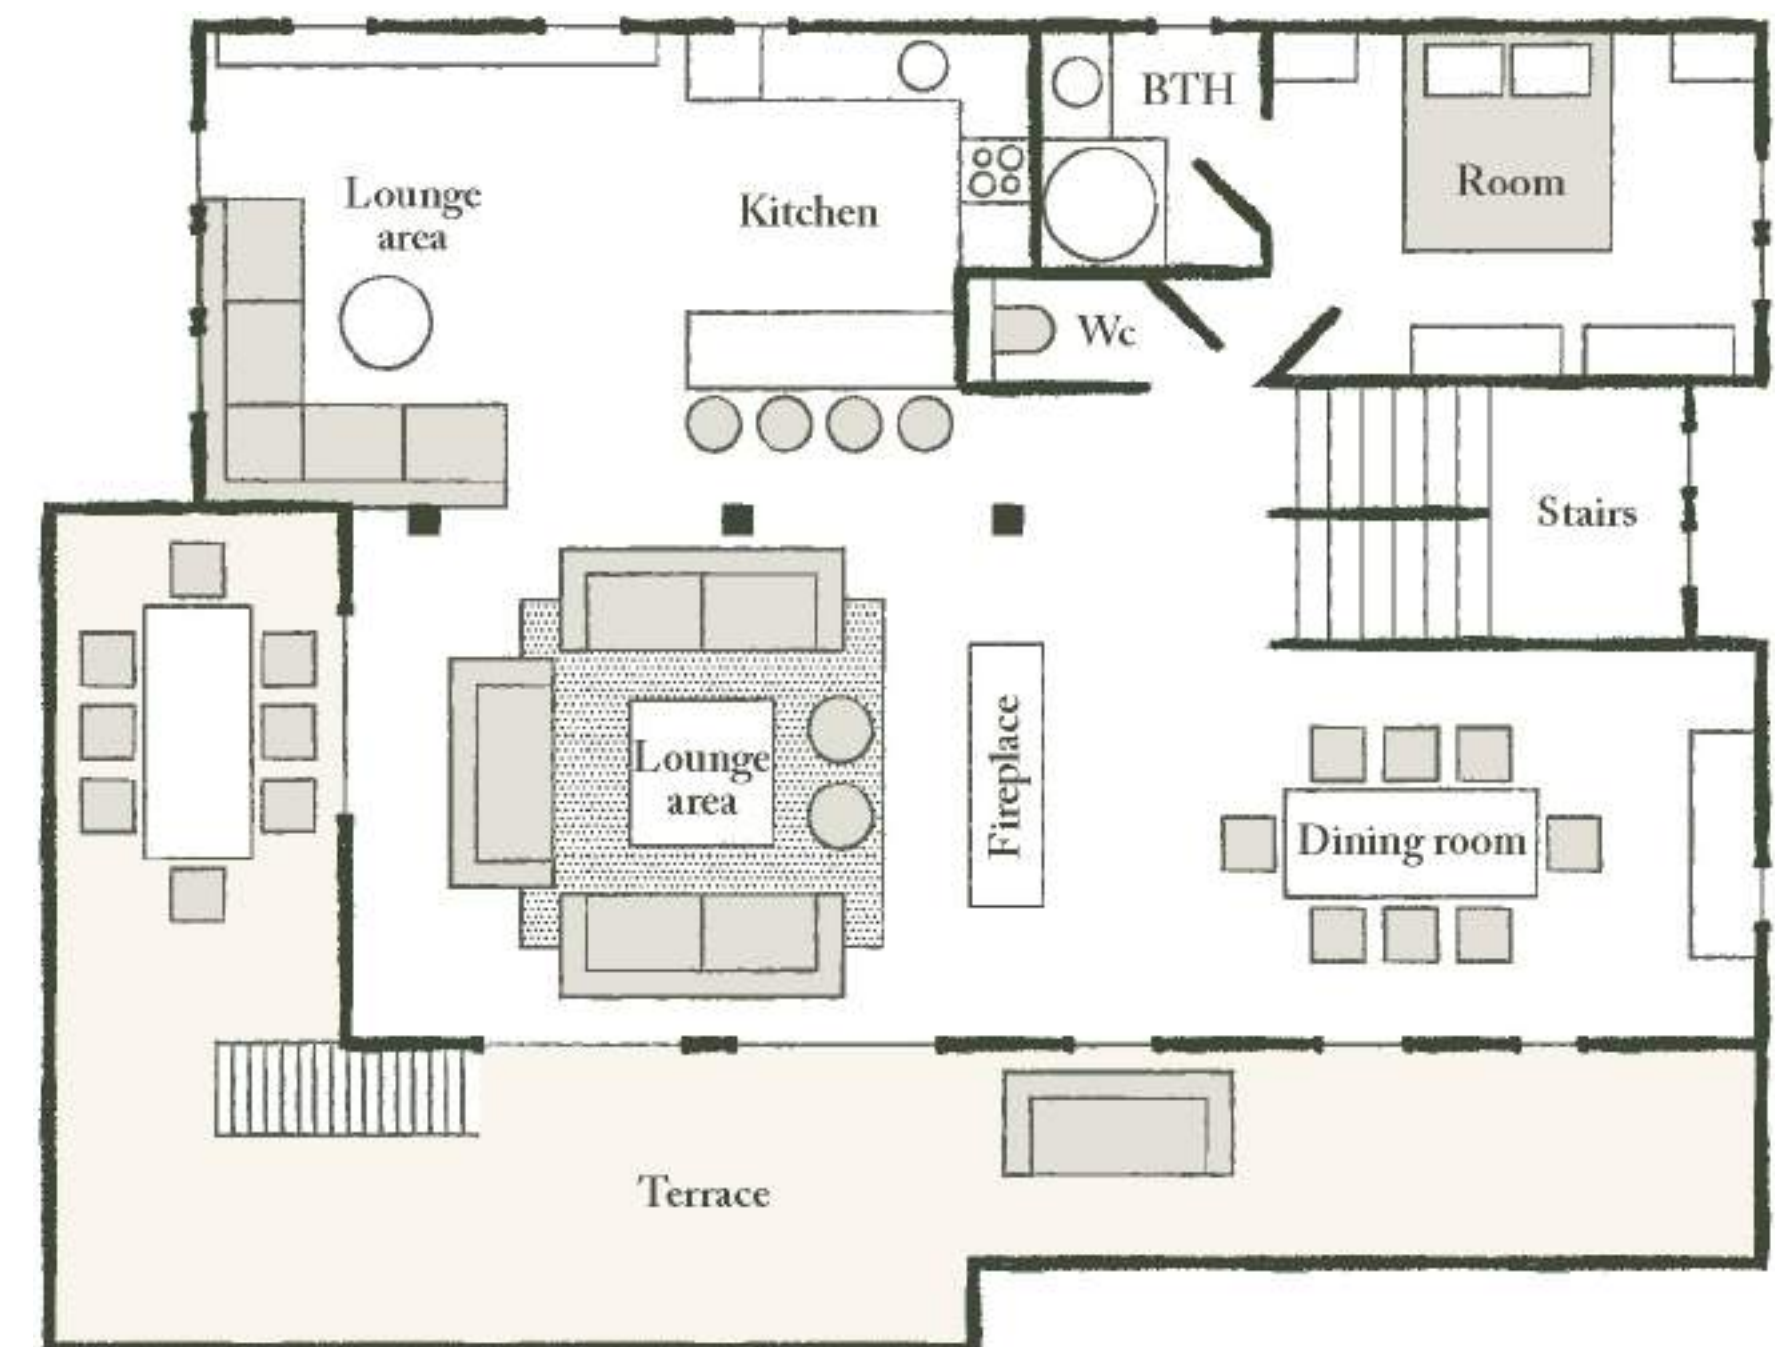 BTH
Room
Lounge
area
Kitchen
Wc
Stairs
Lounge
area
Fireplace
Dining room
Terrace